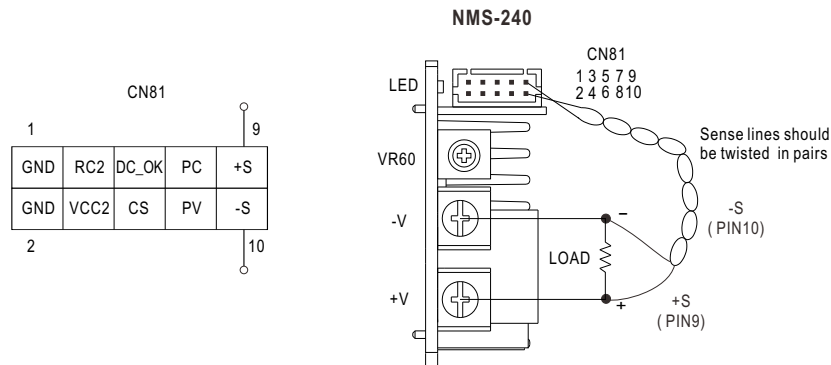 NMS-240
CN81
1 9
GND RC2 DC_OK PC +S
GND VCC2 CS PV -S
2 10
CN81
1 3 5 7 9
2 4 6 8 10
LED
VR60
-V
+V
LOAD
−
+
Sense lines should
be twisted in pairs
-S
( PIN10)
+S
( PIN9)